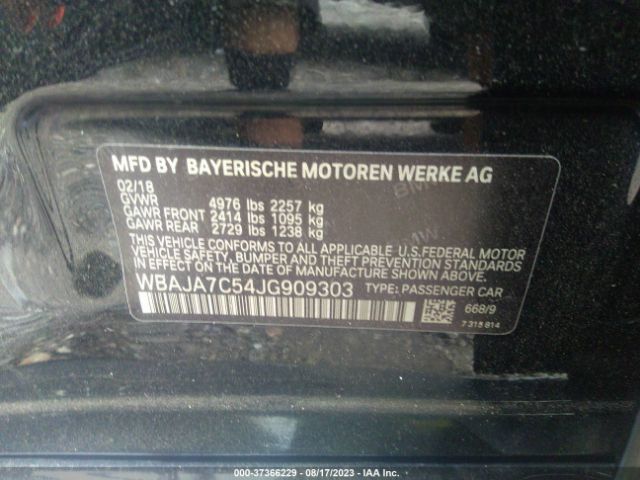 MFD BY BAYERISCHE MOTOREN WERKE AG
02/18
GVWR 4976 lbs 2257 kg
GAWR FRONT 2414 lbs 1095 kg
GAWR REAR 2729 lbs 1238 kg
THIS VEHICLE CONFORMS TO ALL APPLICABLE U.S. FEDERAL MOTOR
VEHICLE SAFETY, BUMPER, AND THEFT PREVENTION STANDARDS
IN EFFECT ON THE DATE OF MANUFACTURE SHOWN ABOVE.
WBAJA7C54JG909303 TYPE: PASSENGER CAR
668/9
7 315 814
000-37366229 - 08/17/2023 - IAA Inc.